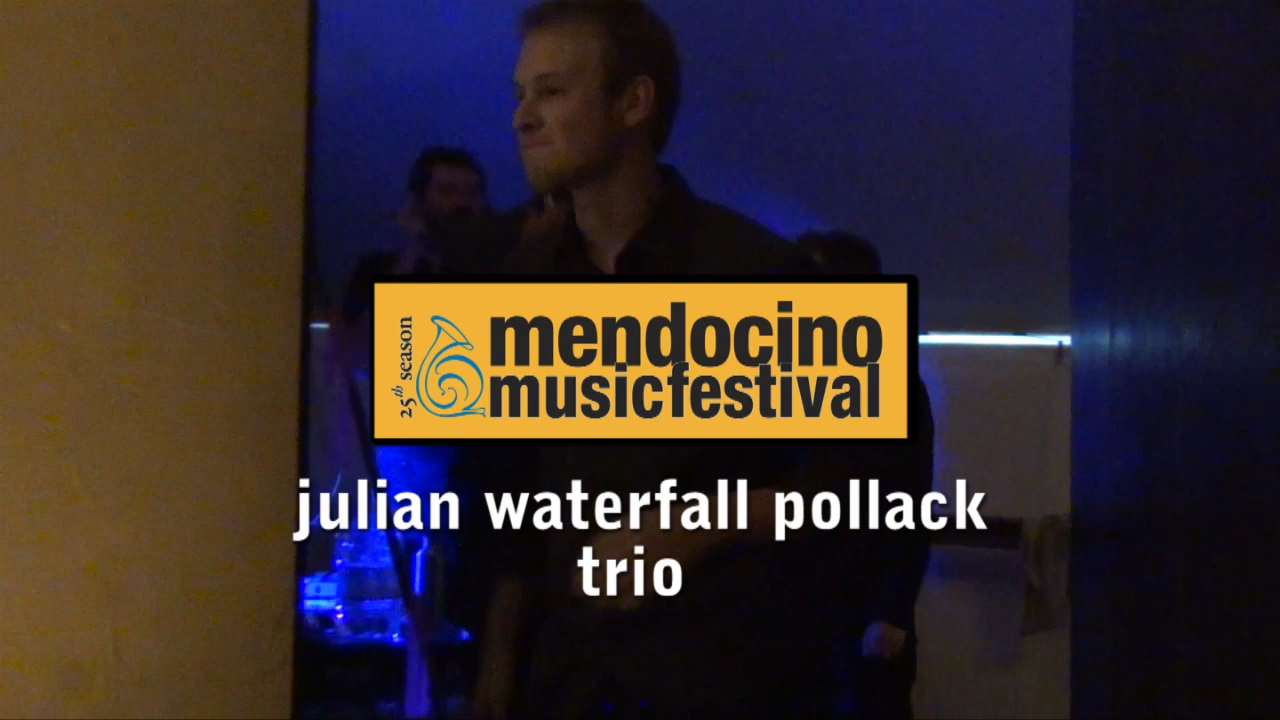 25th season
mendocino
musicfestival
julian waterfall pollack
trio